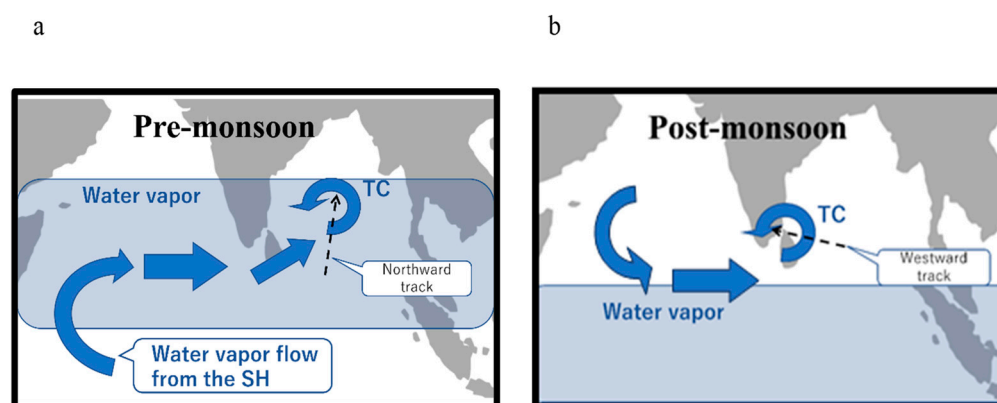 a
Pre-monsoon
Water vapor
TC
Northward
track
Water vapor flow
from the SH
b
Post-monsoon
TC
Westward
track
Water vapor